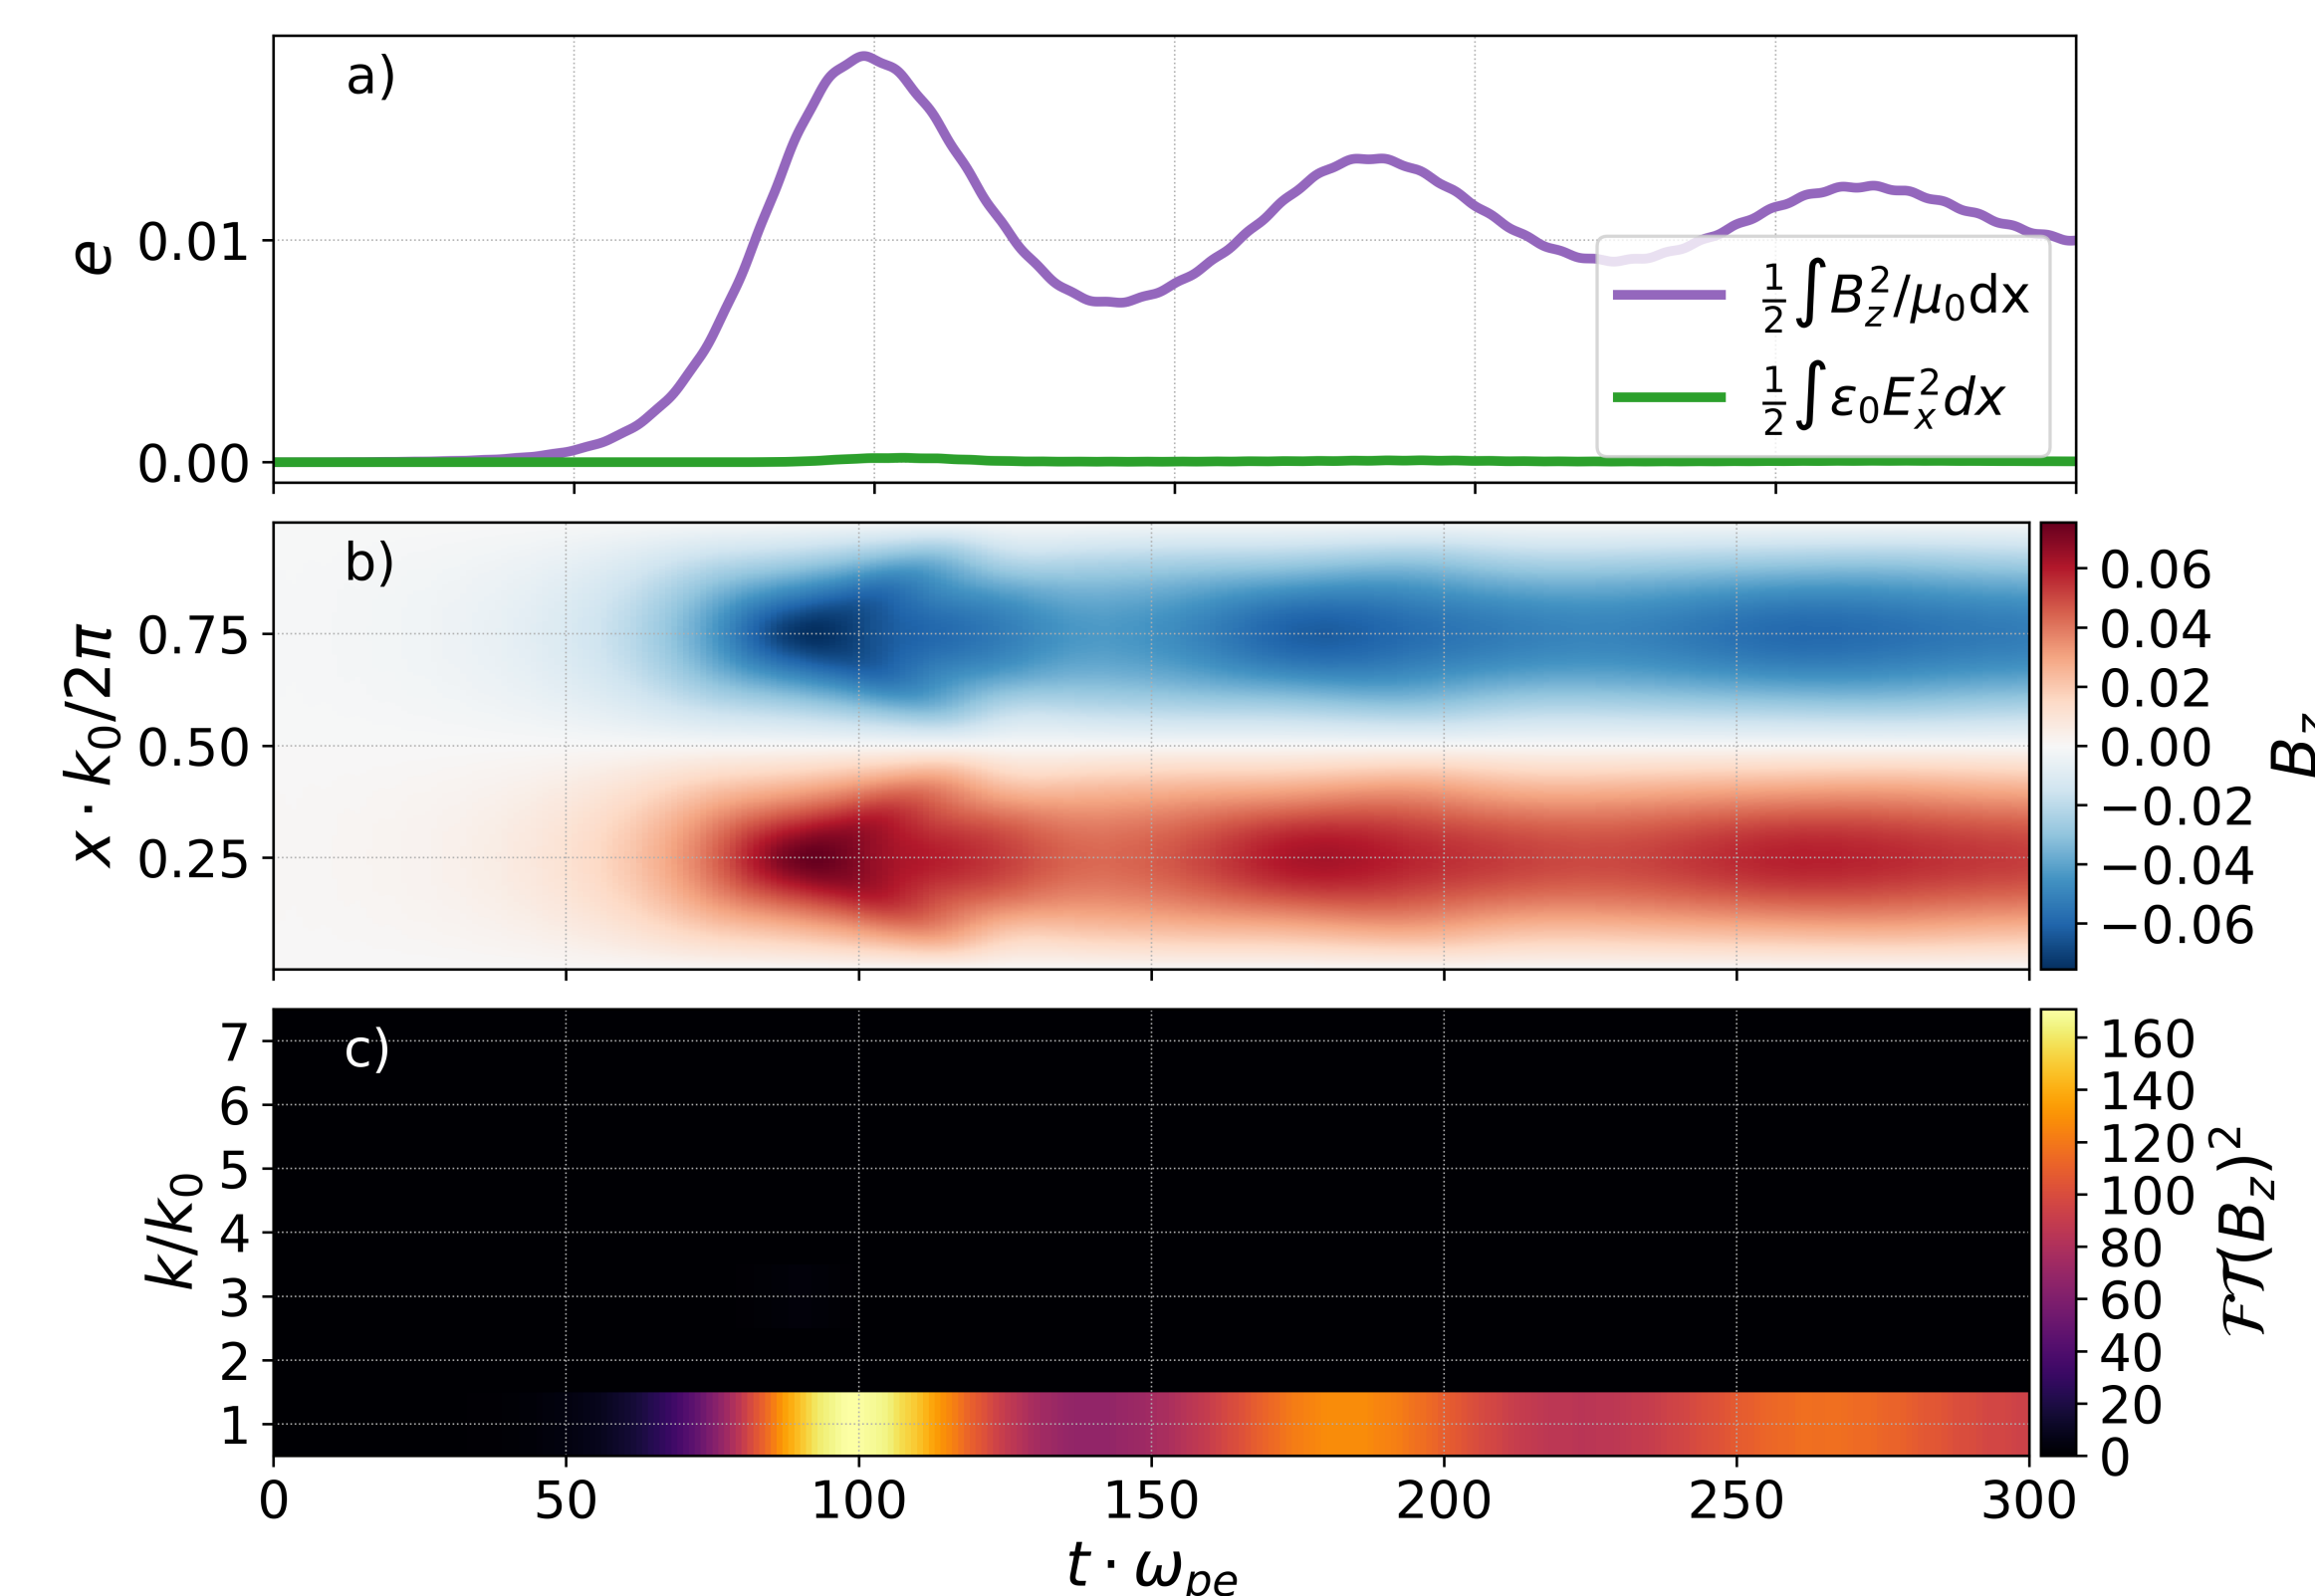 a)
e
0.01
0.00
½∫B_z²/μ₀dx
½∫ε₀E_x²dx
b)
x · k₀/2π
0.75
0.50
0.25
0.06
0.04
0.02
0.00
−0.02
−0.04
−0.06
B_z
c)
k/k₀
7
6
5
4
3
2
1
160
140
120
100
80
60
40
20
0
ℱ𝒯(B_z)²
0 50 100 150 200 250 300
t · ω_pe